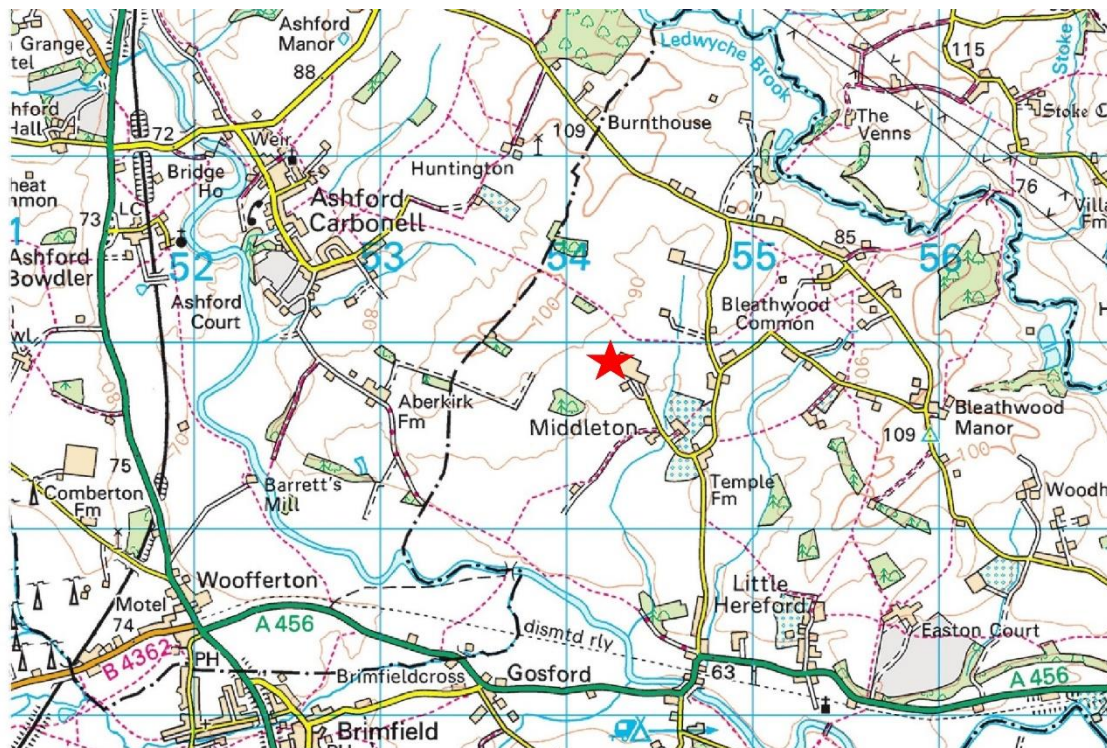 Ashford
Manor
Grange
tel
88
Ledwyche
Brook
115
Stoke
Stoke
hford
Hall
72
Weir
109
Burnthouse
The
Venns
Bridge
Ho
Huntington
76
heat
mmon
LC
73
Ashford
Carbonell
85
Villa
Fm
1
Ashford
Bowdler
52
53
54
55
56
Ashford
Court
80
100
90
Bleathwood
Common
H
wl
90
Aberkirk
Fm
Middleton
109
Bleathwood
Manor
100
70
75
Comberton
Fm
Barrett's
Mill
Temple
Fm
Woodh
Woofferton
Motel
74
A 456
dismtd rly
Little
Hereford
Easton Court
B 4362
PH
Brimfieldcross
Gosford
63
A 456
Brimfield
PH